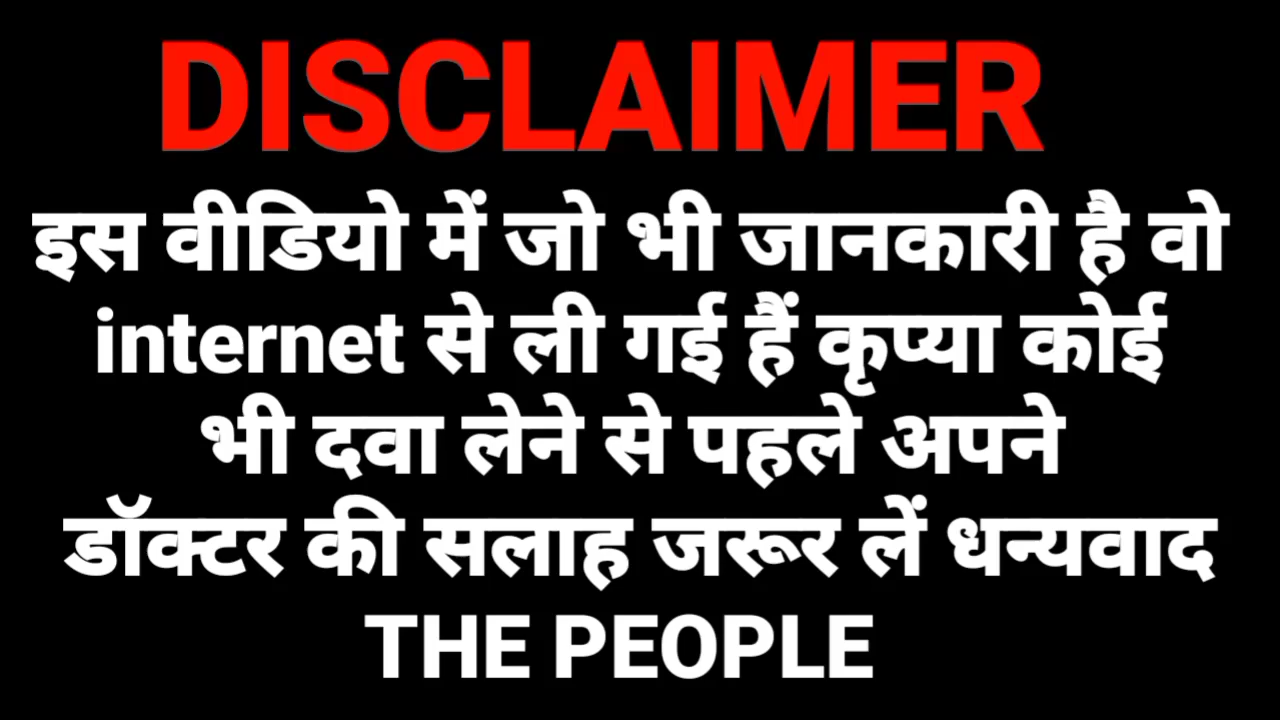 DISCLAIMER
इस वीडियो में जो भी जानकारी है वो
internet से ली गई हैं कृप्या कोई
भी दवा लेने से पहले अपने
डॉक्टर की सलाह जरूर लें धन्यवाद
THE PEOPLE